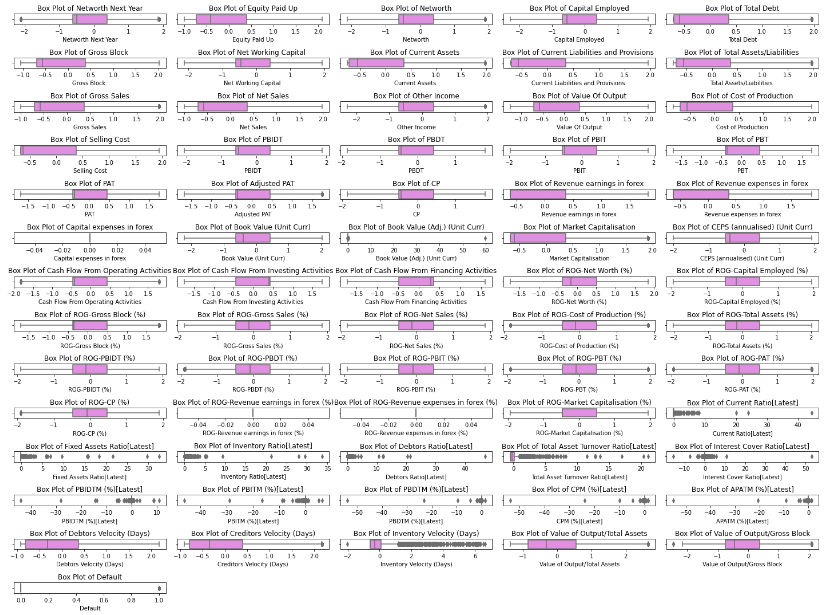 Box Plot of Networth Next Year Box Plot of Equity Paid Up Box Plot of Networth Box Plot of Capital Employed Box Plot of Total Debt
Networth Next Year Equity Paid Up Networth Capital Employed Total Debt
Box Plot of Gross Block Box Plot of Net Working Capital Box Plot of Current Assets Box Plot of Current Liabilities and Provisions Box Plot of Total Assets/Liabilities
Gross Block Net Working Capital Current Assets Current Liabilities and Provisions Total Assets/Liabilities
Box Plot of Gross Sales Box Plot of Net Sales Box Plot of Other Income Box Plot of Value Of Output Box Plot of Cost of Production
Gross Sales Net Sales Other Income Value Of Output Cost of Production
Box Plot of Selling Cost Box Plot of PBIDT Box Plot of PBDT Box Plot of PBIT Box Plot of PBT
Selling Cost PBIDT PBDT PBIT PBT
Box Plot of PAT Box Plot of Adjusted PAT Box Plot of CP Box Plot of Revenue earnings in forex Box Plot of Revenue expenses in forex
PAT Adjusted PAT CP Revenue earnings in forex Revenue expenses in forex
Box Plot of Capital expenses in forex Box Plot of Book Value (Unit Curr) Box Plot of Book Value (Adj.) (Unit Curr) Box Plot of Market Capitalisation Box Plot of CEPS (annualised) (Unit Curr)
−0.04 −0.02 0.00 0.02 0.04
Capital expenses in forex Book Value (Unit Curr) Book Value (Adj.) (Unit Curr) Market Capitalisation CEPS (annualised) (Unit Curr)
Box Plot of Cash Flow From Operating Activities Box Plot of Cash Flow From Investing Activities Box Plot of Cash Flow From Financing Activities Box Plot of ROG-Net Worth (%) Box Plot of ROG-Capital Employed (%)
Cash Flow From Operating Activities Cash Flow From Investing Activities Cash Flow From Financing Activities ROG-Net Worth (%) ROG-Capital Employed (%)
Box Plot of ROG-Gross Block (%) Box Plot of ROG-Gross Sales (%) Box Plot of ROG-Net Sales (%) Box Plot of ROG-Cost of Production (%) Box Plot of ROG-Total Assets (%)
ROG-Gross Block (%) ROG-Gross Sales (%) ROG-Net Sales (%) ROG-Cost of Production (%) ROG-Total Assets (%)
Box Plot of ROG-PBIDT (%) Box Plot of ROG-PBDT (%) Box Plot of ROG-PBIT (%) Box Plot of ROG-PBT (%) Box Plot of ROG-PAT (%)
ROG-PBIDT (%) ROG-PBDT (%) ROG-PBIT (%) ROG-PBT (%) ROG-PAT (%)
Box Plot of ROG-CP (%) Box Plot of ROG-Revenue earnings in forex (%) Box Plot of ROG-Revenue expenses in forex (%) Box Plot of ROG-Market Capitalisation (%) Box Plot of Current Ratio[Latest]
ROG-CP (%) ROG-Revenue earnings in forex (%) ROG-Revenue expenses in forex (%) ROG-Market Capitalisation (%) Current Ratio[Latest]
Box Plot of Fixed Assets Ratio[Latest] Box Plot of Inventory Ratio[Latest] Box Plot of Debtors Ratio[Latest] Box Plot of Total Asset Turnover Ratio[Latest] Box Plot of Interest Cover Ratio[Latest]
Fixed Assets Ratio[Latest] Inventory Ratio[Latest] Debtors Ratio[Latest] Total Asset Turnover Ratio[Latest] Interest Cover Ratio[Latest]
Box Plot of PBIDTM (%)[Latest] Box Plot of PBITM (%)[Latest] Box Plot of PBDTM (%)[Latest] Box Plot of CPM (%)[Latest] Box Plot of APATM (%)[Latest]
PBIDTM (%)[Latest] PBITM (%)[Latest] PBDTM (%)[Latest] CPM (%)[Latest] APATM (%)[Latest]
Box Plot of Debtors Velocity (Days) Box Plot of Creditors Velocity (Days) Box Plot of Inventory Velocity (Days) Box Plot of Value of Output/Total Assets Box Plot of Value of Output/Gross Block
Debtors Velocity (Days) Creditors Velocity (Days) Inventory Velocity (Days) Value of Output/Total Assets Value of Output/Gross Block
Box Plot of Default
0.0 0.2 0.4 0.6 0.8 1.0
Default